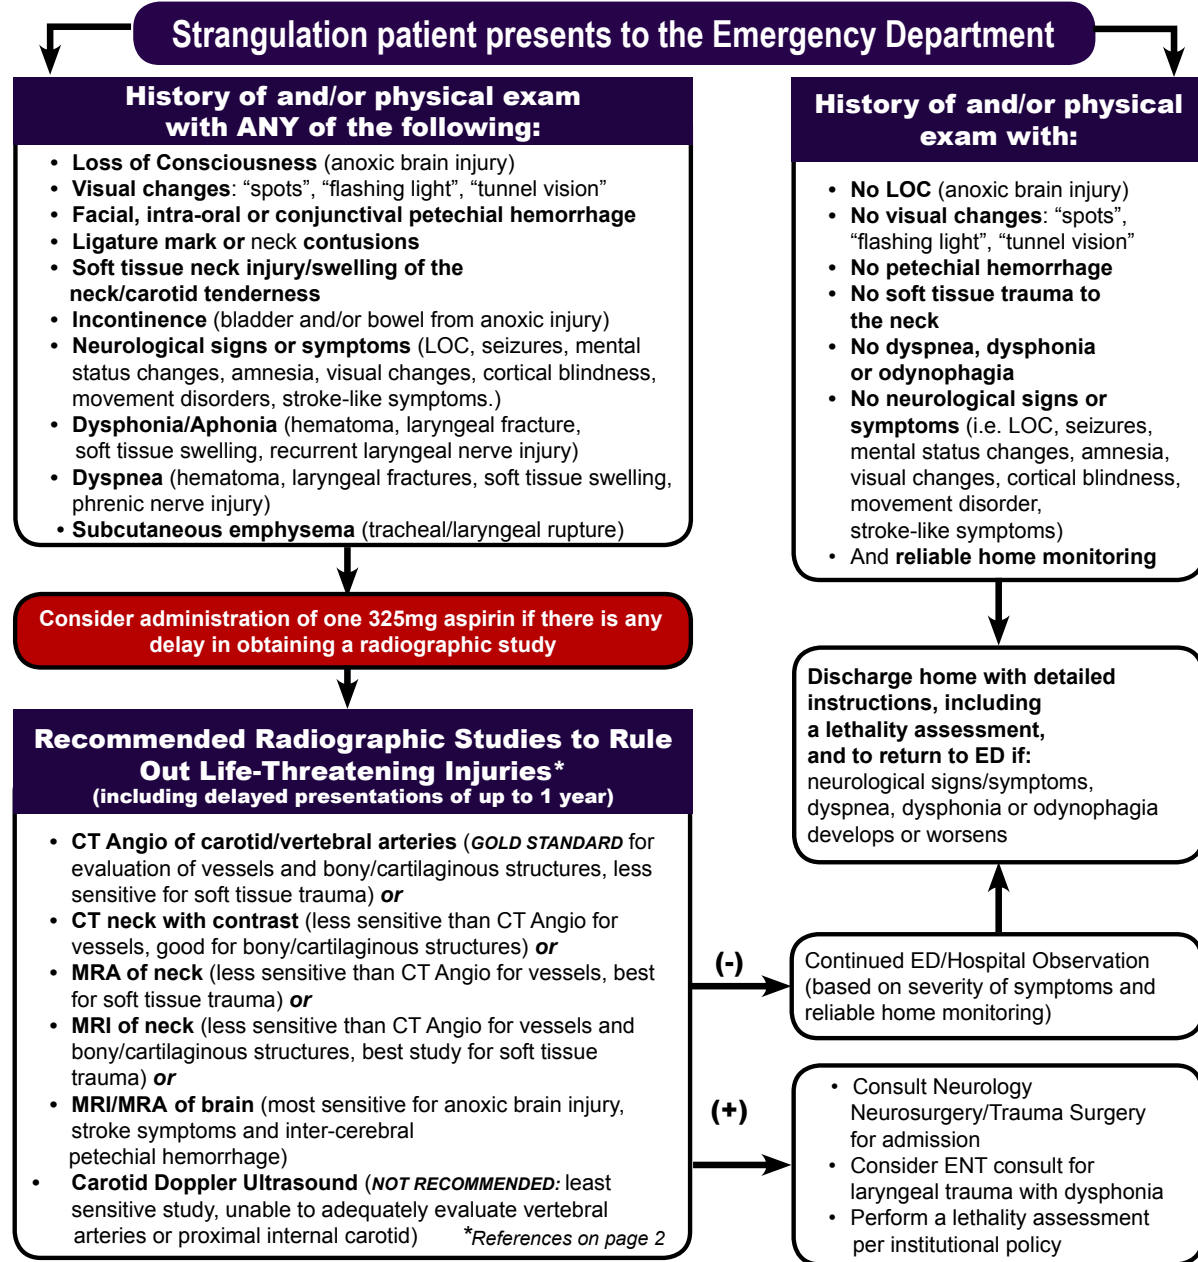 Strangulation patient presents to the Emergency Department
History of and/or physical exam
with ANY of the following:
• Loss of Consciousness (anoxic brain injury)
• Visual changes: “spots”, “flashing light”, “tunnel vision”
• Facial, intra-oral or conjunctival petechial hemorrhage
• Ligature mark or neck contusions
• Soft tissue neck injury/swelling of the
neck/carotid tenderness
• Incontinence (bladder and/or bowel from anoxic injury)
• Neurological signs or symptoms (LOC, seizures, mental
status changes, amnesia, visual changes, cortical blindness,
movement disorders, stroke-like symptoms.)
• Dysphonia/Aphonia (hematoma, laryngeal fracture,
soft tissue swelling, recurrent laryngeal nerve injury)
• Dyspnea (hematoma, laryngeal fractures, soft tissue swelling,
phrenic nerve injury)
• Subcutaneous emphysema (tracheal/laryngeal rupture)
Consider administration of one 325mg aspirin if there is any
delay in obtaining a radiographic study
Recommended Radiographic Studies to Rule
Out Life-Threatening Injuries*
(including delayed presentations of up to 1 year)
• CT Angio of carotid/vertebral arteries (GOLD STANDARD for
evaluation of vessels and bony/cartilaginous structures, less
sensitive for soft tissue trauma) or
• CT neck with contrast (less sensitive than CT Angio for
vessels, good for bony/cartilaginous structures) or
• MRA of neck (less sensitive than CT Angio for vessels, best
for soft tissue trauma) or
• MRI of neck (less sensitive than CT Angio for vessels and
bony/cartilaginous structures, best study for soft tissue
trauma) or
• MRI/MRA of brain (most sensitive for anoxic brain injury,
stroke symptoms and inter-cerebral
petechial hemorrhage)
• Carotid Doppler Ultrasound (NOT RECOMMENDED: least
sensitive study, unable to adequately evaluate vertebral
arteries or proximal internal carotid) *References on page 2
History of and/or physical
exam with:
• No LOC (anoxic brain injury)
• No visual changes: “spots”,
“flashing light”, “tunnel vision”
• No petechial hemorrhage
• No soft tissue trauma to
the neck
• No dyspnea, dysphonia
or odynophagia
• No neurological signs or
symptoms (i.e. LOC, seizures,
mental status changes, amnesia,
visual changes, cortical blindness,
movement disorder,
stroke-like symptoms)
• And reliable home monitoring
Discharge home with detailed
instructions, including
a lethality assessment,
and to return to ED if:
neurological signs/symptoms,
dyspnea, dysphonia or odynophagia
develops or worsens
(-)
Continued ED/Hospital Observation
(based on severity of symptoms and
reliable home monitoring)
(+)
• Consult Neurology
Neurosurgery/Trauma Surgery
for admission
• Consider ENT consult for
laryngeal trauma with dysphonia
• Perform a lethality assessment
per institutional policy